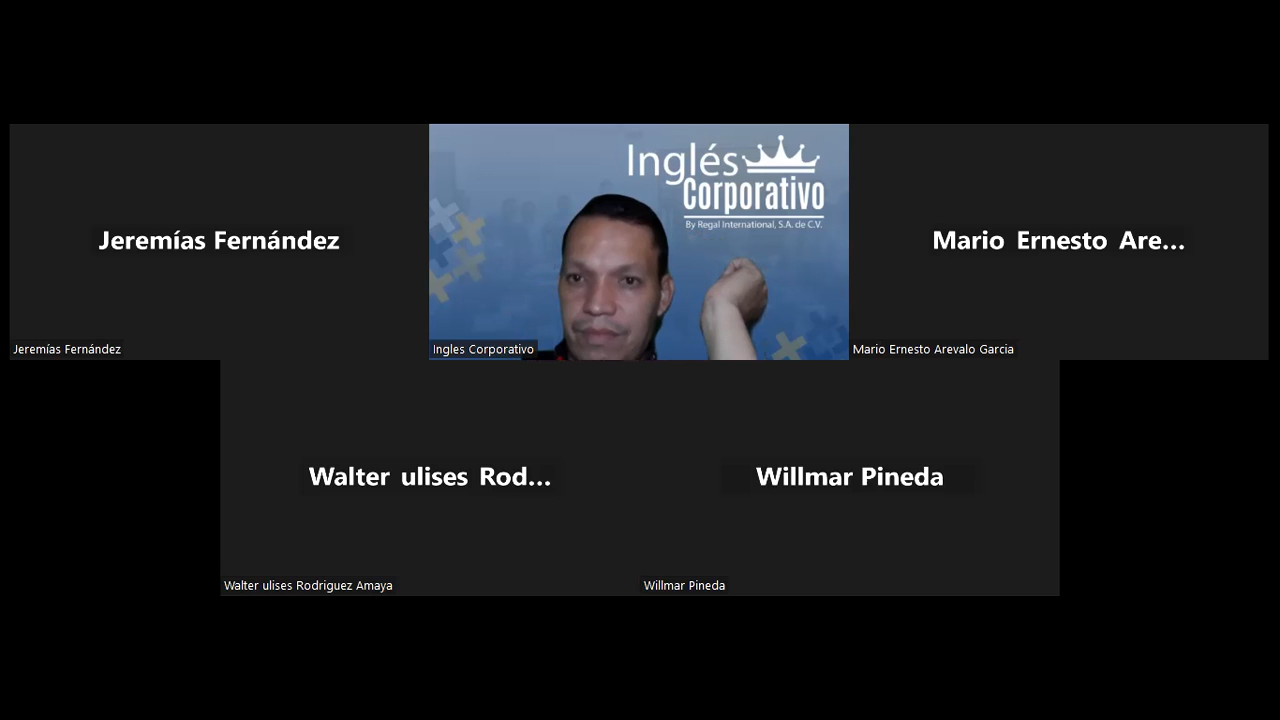 Jeremías Fernández
Jeremías Fernández
Inglés
Corporativo
By Regal International, S.A. de C.V.
Ingles Corporativo
Mario Ernesto Are...
Mario Ernesto Arevalo Garcia
Walter ulises Rod...
Walter ulises Rodriguez Amaya
Willmar Pineda
Willmar Pineda